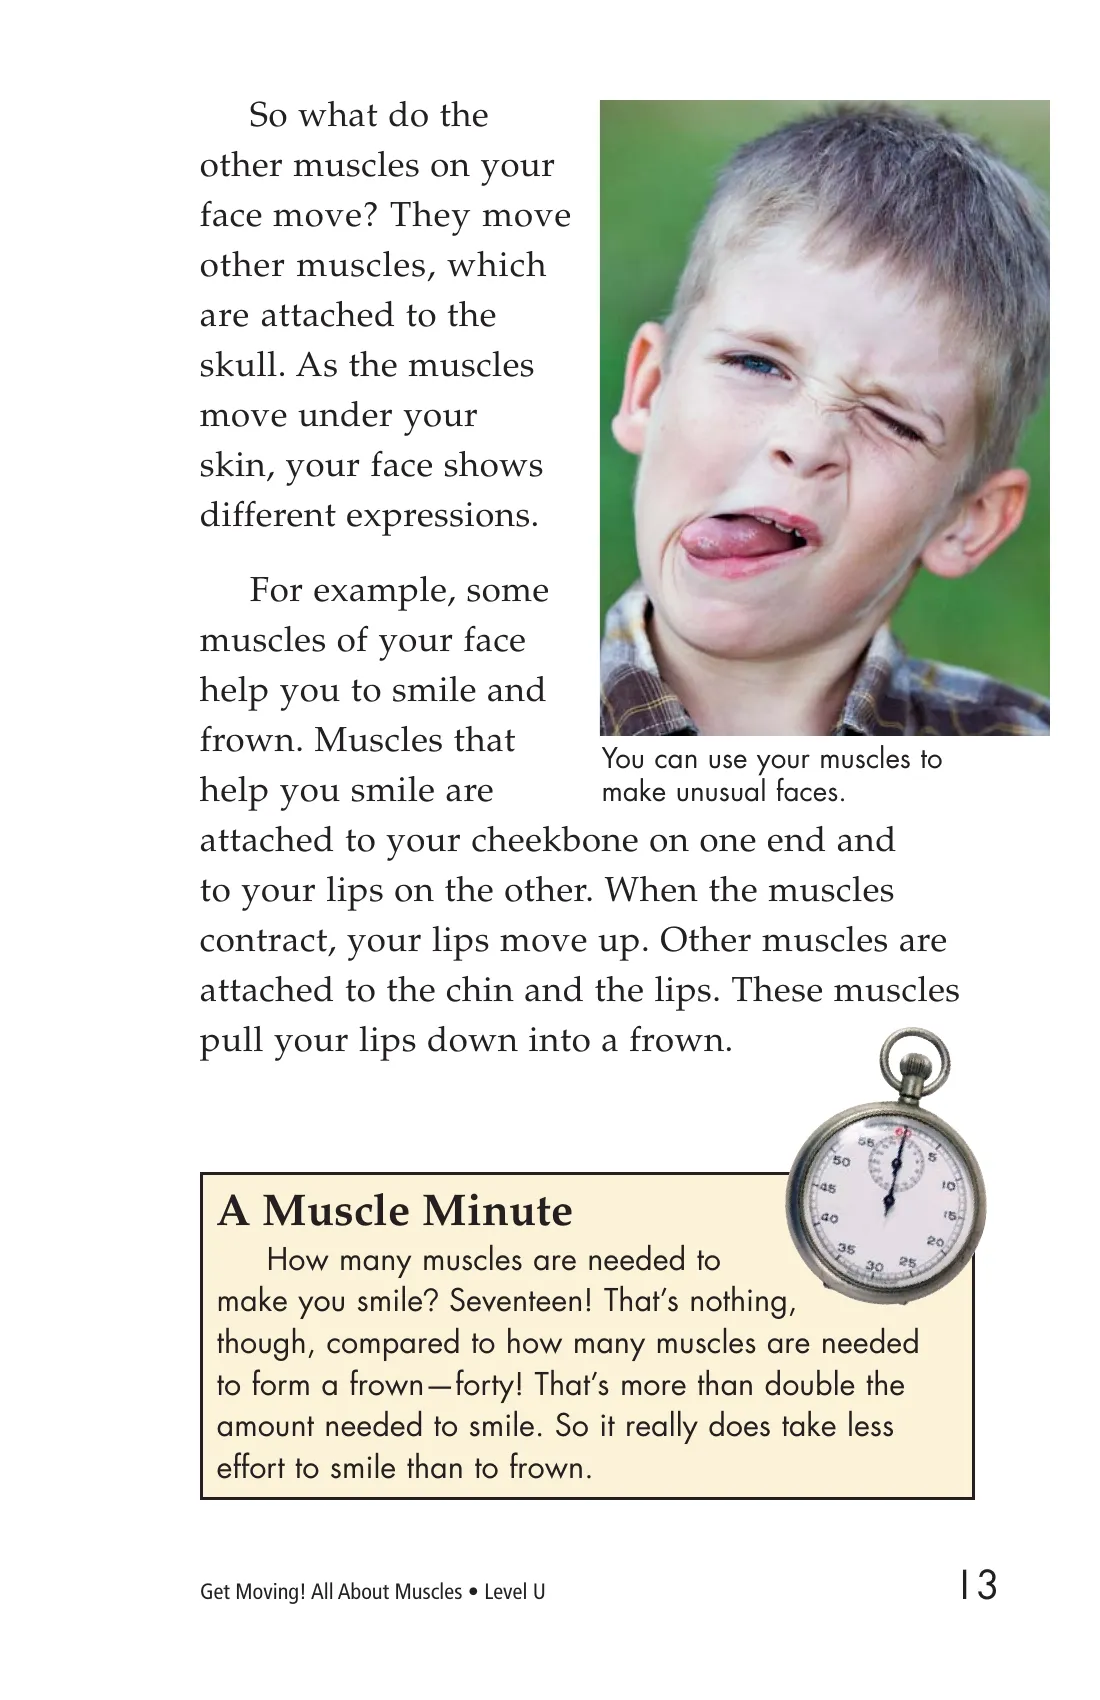 So what do the
other muscles on your
face move? They move
other muscles, which
are attached to the
skull. As the muscles
move under your
skin, your face shows
different expressions.
For example, some
muscles of your face
help you to smile and
frown. Muscles that
help you smile are
attached to your cheekbone on one end and
to your lips on the other. When the muscles
contract, your lips move up. Other muscles are
attached to the chin and the lips. These muscles
pull your lips down into a frown.
You can use your muscles to
make unusual faces.
60
5
10
15
20
25
30
35
40
45
50
55
A Muscle Minute
How many muscles are needed to
make you smile? Seventeen! That's nothing,
though, compared to how many muscles are needed
to form a frown—forty! That's more than double the
amount needed to smile. So it really does take less
effort to smile than to frown.
Get Moving! All About Muscles • Level U
13